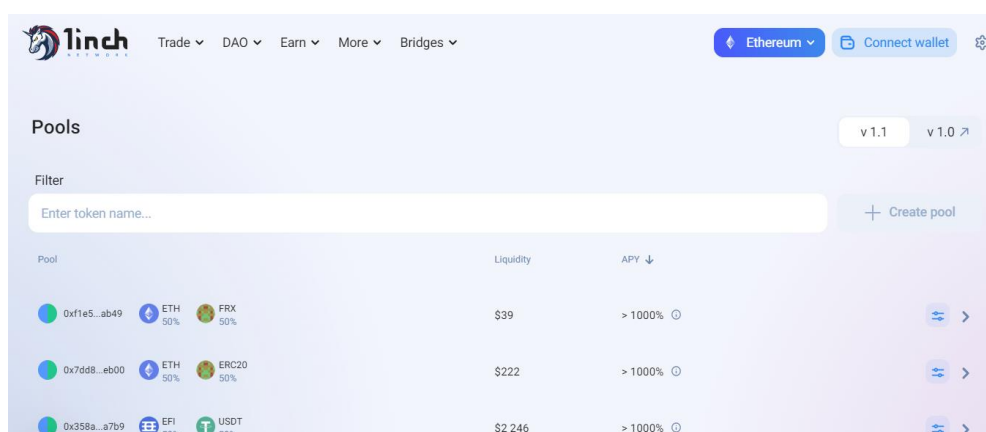 1inch Trade DAO Earn More Bridges Ethereum Connect wallet
NETWORK
Pools
v 1.1 v 1.0
Filter
Enter token name...
Create pool
Pool Liquidity APY
0xf1e5...ab49 ETH 50% FRX 50% $39 > 1000%
0x7dd8...eb00 ETH 50% ERC20 50% $222 > 1000%
0x358a...a7b9 EFI USDT $2 246 > 1000%